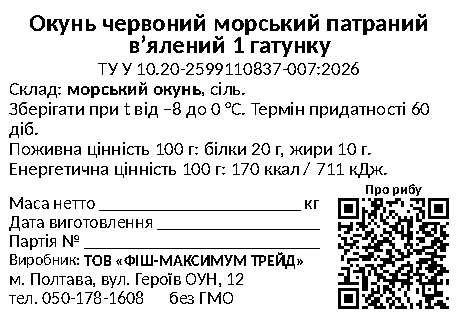 Окунь червоний морський патраний
в’ялений 1 гатунку
ТУ У 10.20-2599110837-007:2026
Склад: морський окунь, сіль.
Зберігати при t від –8 до 0 °С. Термін придатності 60
діб.
Поживна цінність 100 г: білки 20 г, жири 10 г.
Енергетична цінність 100 г: 170 ккал / 711 кДж.
Про рибу
Маса нетто ______________________ кг
Дата виготовлення __________________
Партія № __________________________
Виробник: ТОВ «ФІШ-МАКСИМУМ ТРЕЙД»
м. Полтава, вул. Героїв ОУН, 12
тел. 050-178-1608 без ГМО